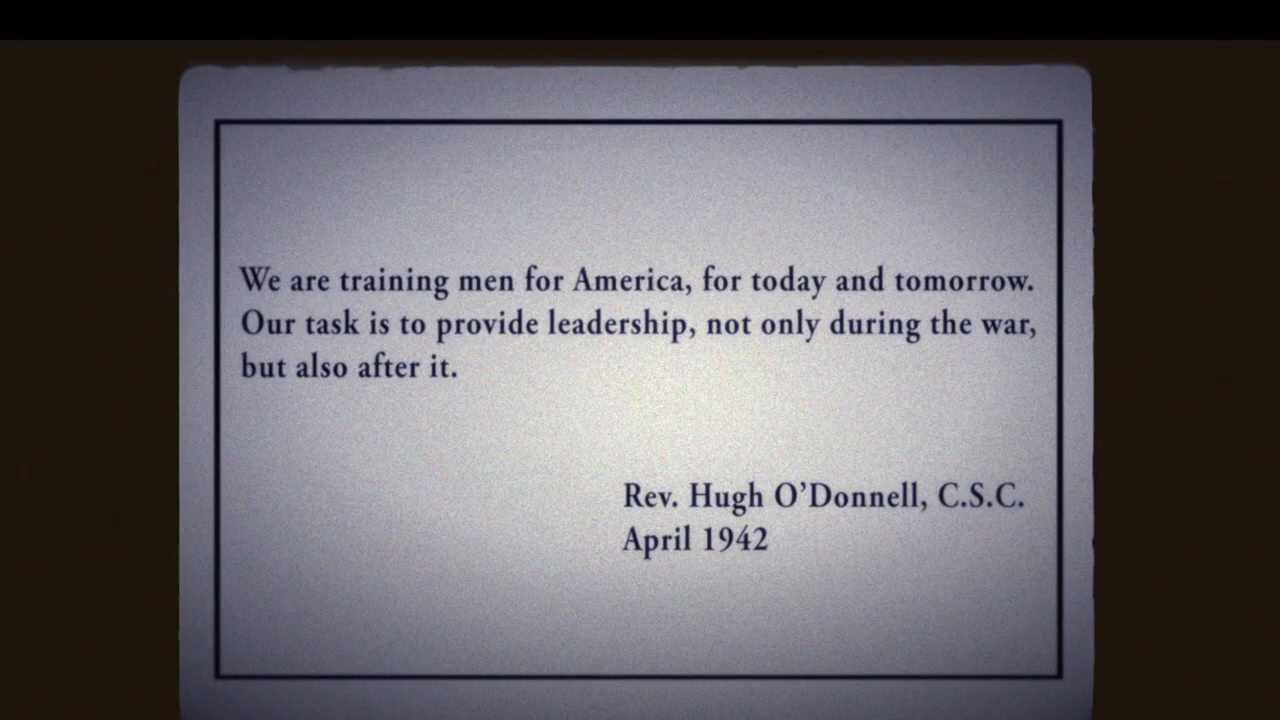 We are training men for America, for today and tomorrow.
Our task is to provide leadership, not only during the war,
but also after it.
Rev. Hugh O’Donnell, C.S.C.
April 1942